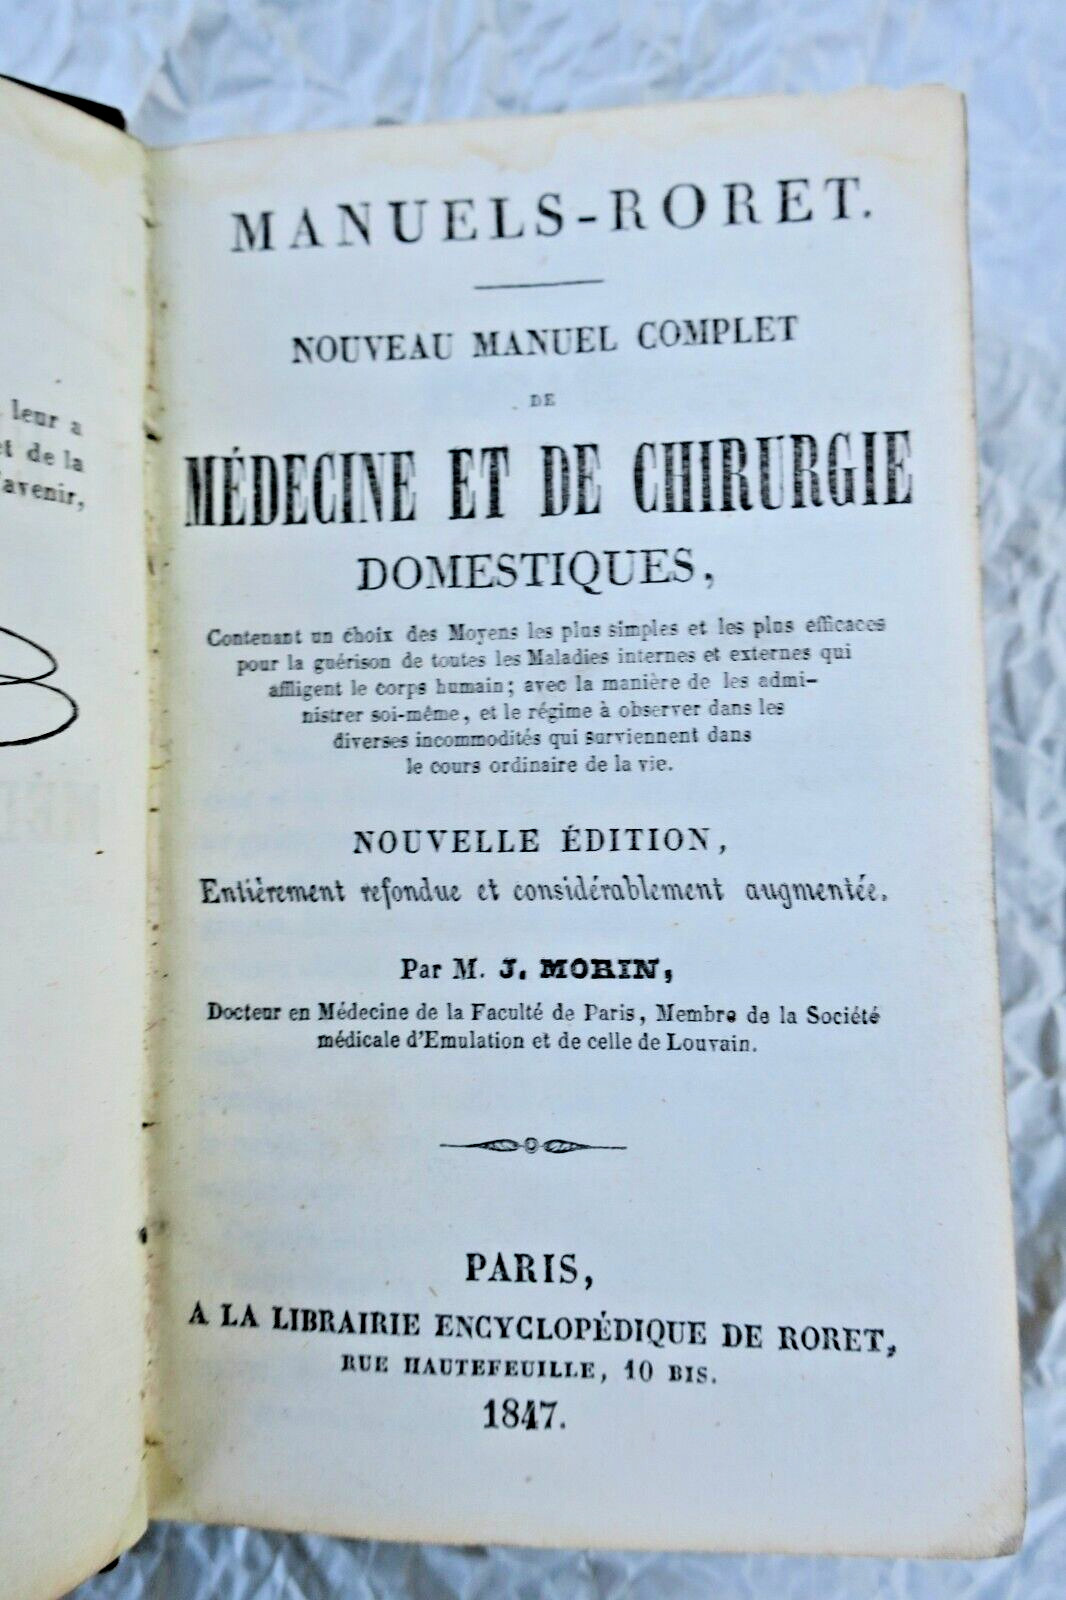 leur a
et de la
l'avenir,
MANUELS-RORET.
NOUVEAU MANUEL COMPLET
DE
MÉDECINE ET DE CHIRURGIE
DOMESTIQUES,
Contenant un choix des Moyens les plus simples et les plus efficaces
pour la guérison de toutes les Maladies internes et externes qui
affligent le corps humain; avec la manière de les admi-
nistrer soi-même, et le régime à observer dans les
diverses incommodités qui surviennent dans
le cours ordinaire de la vie.
NOUVELLE ÉDITION,
Entièrement refondue et considérablement augmentée.
Par M. J. MORIN,
Docteur en Médecine de la Faculté de Paris, Membre de la Société
médicale d'Emulation et de celle de Louvain.
PARIS,
A LA LIBRAIRIE ENCYCLOPÉDIQUE DE RORET,
RUE HAUTEFEUILLE, 10 BIS.
1847.